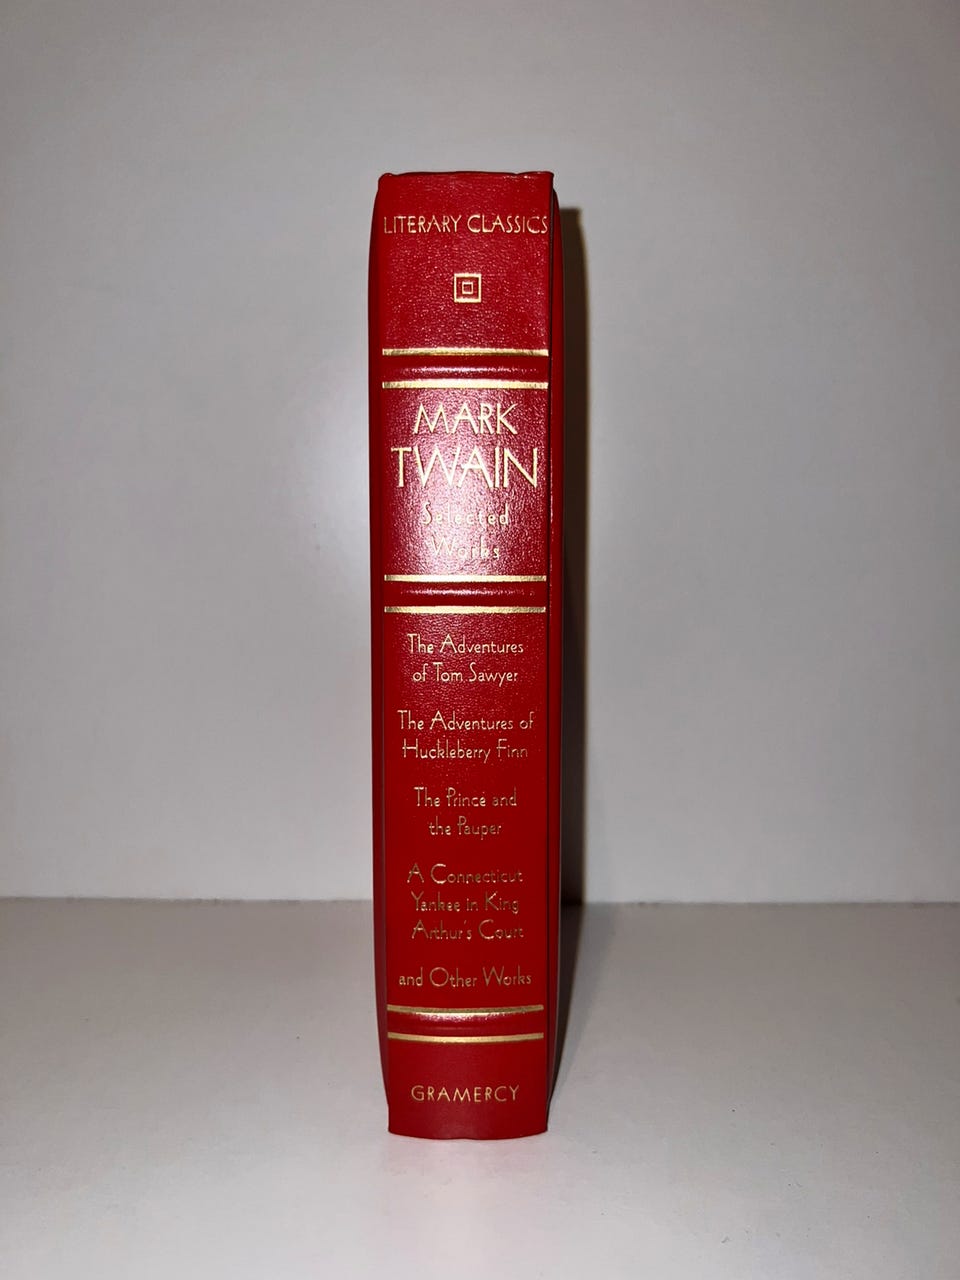 LITERARY CLASSICS
MARK
TWAIN
Selected
Works
The Adventures
of Tom Sawyer
The Adventures of
Huckleberry Finn
The Prince and
the Pauper
A Connecticut
Yankee in King
Arthur's Court
and Other Works
GRAMERCY